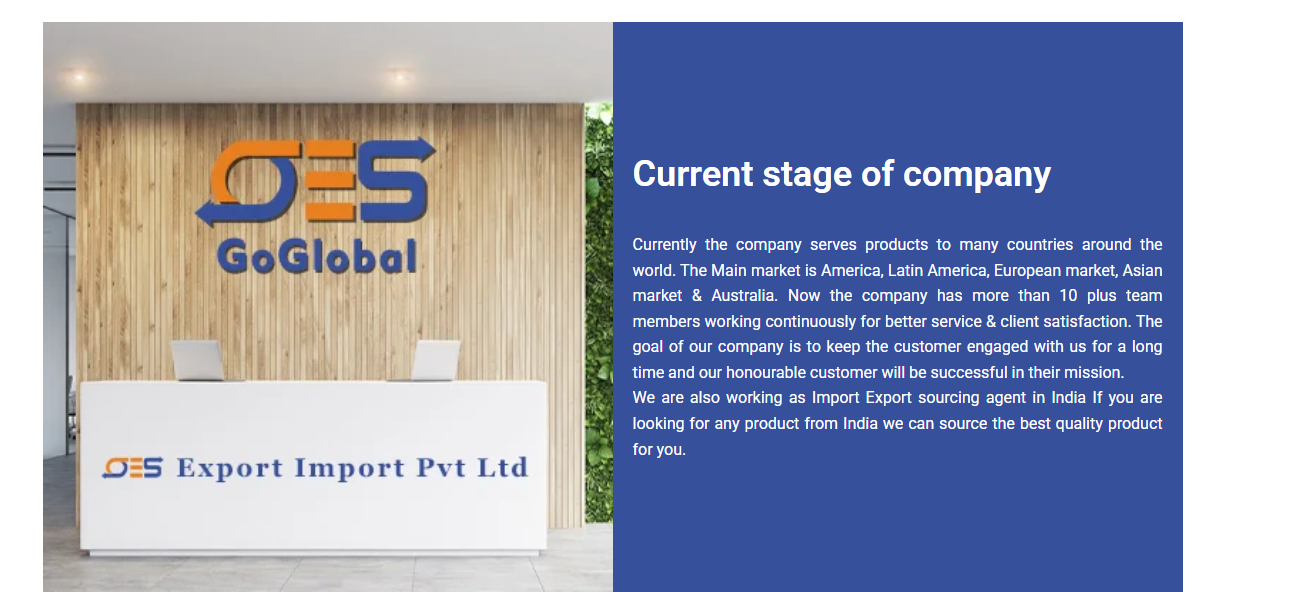 OES
GoGlobal
OES Export Import Pvt Ltd
Current stage of company
Currently the company serves products to many countries around the
world. The Main market is America, Latin America, European market, Asian
market & Australia. Now the company has more than 10 plus team
members working continuously for better service & client satisfaction. The
goal of our company is to keep the customer engaged with us for a long
time and our honourable customer will be successful in their mission.
We are also working as Import Export sourcing agent in India If you are
looking for any product from India we can source the best quality product
for you.